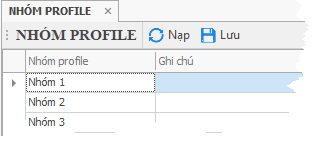 NHÓM PROFILE
NHÓM PROFILE Nạp Lưu
Nhóm profile Ghi chú
Nhóm 1
Nhóm 2
Nhóm 3